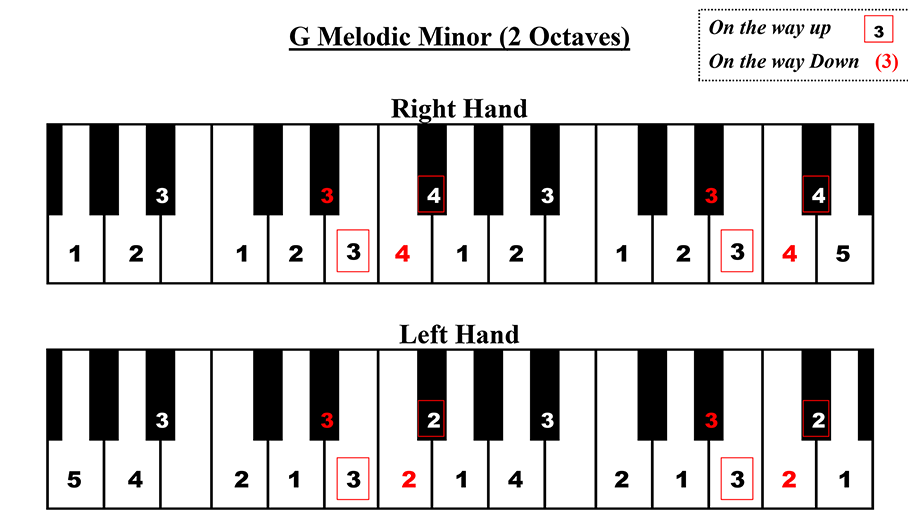 G Melodic Minor (2 Octaves)
On the way up 3
On the way Down (3)
Right Hand
3 3 4 3 3 4
1 2 1 2 3 4 1 2 1 2 3 4 5
Left Hand
3 3 2 3 3 2
5 4 2 1 3 2 1 4 2 1 3 2 1